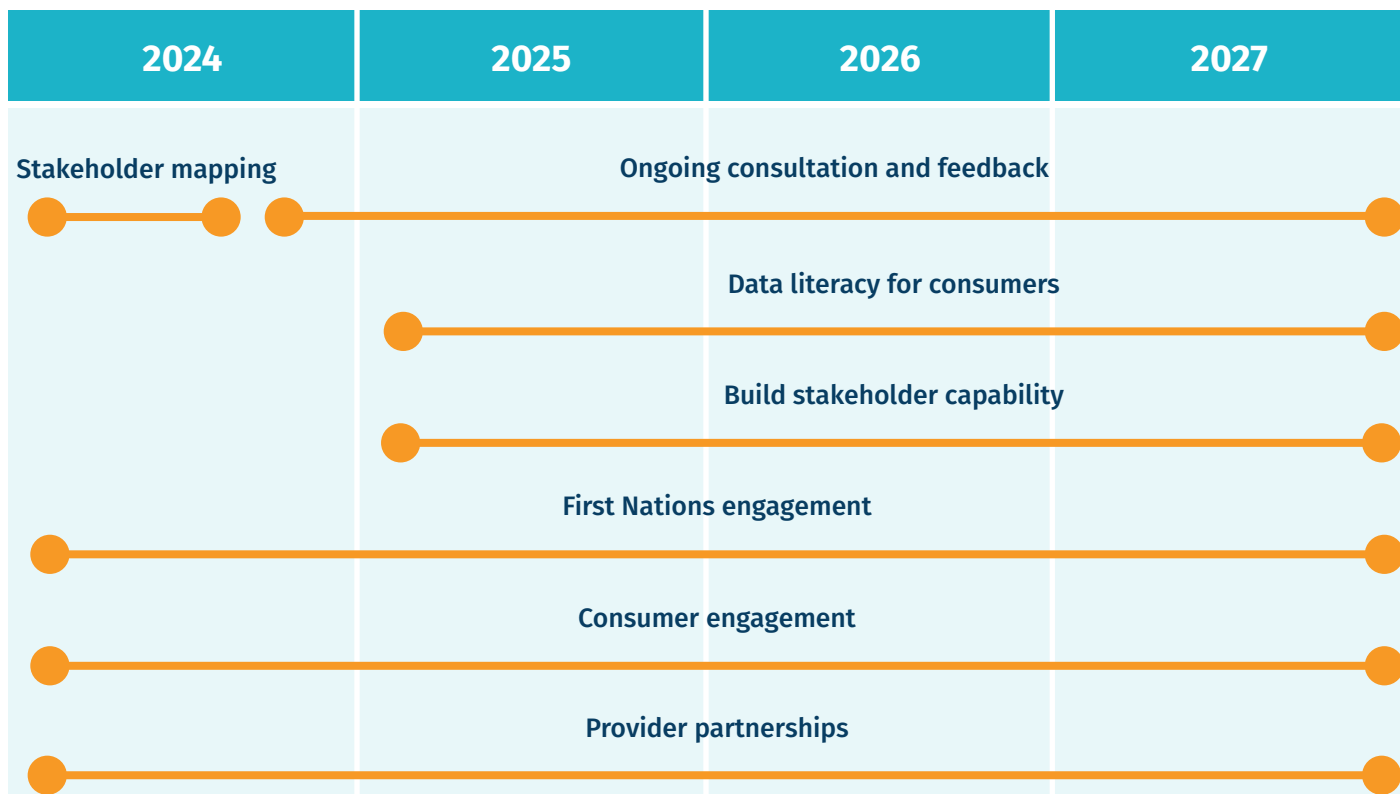 2024 2025 2026 2027
Stakeholder mapping Ongoing consultation and feedback
Data literacy for consumers
Build stakeholder capability
First Nations engagement
Consumer engagement
Provider partnerships